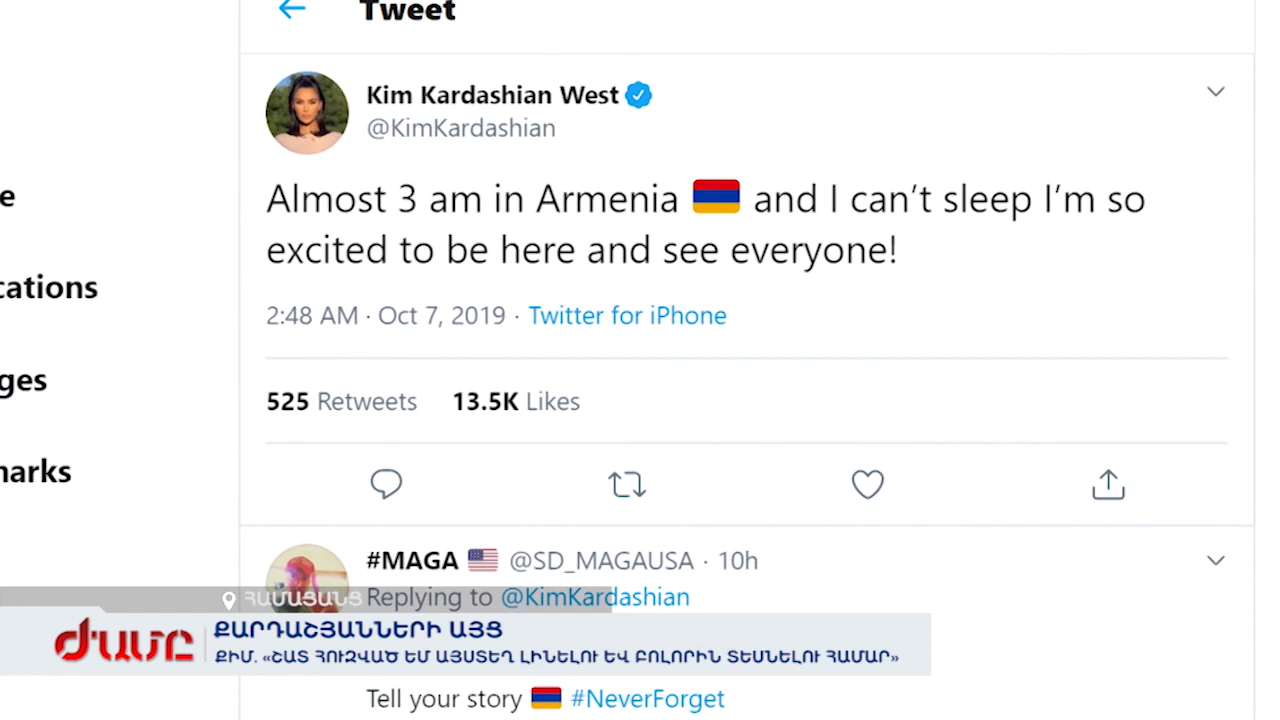 Tweet
Kim Kardashian West
@KimKardashian
Almost 3 am in Armenia 🇦🇲 and I can't sleep I'm so
excited to be here and see everyone!
2:48 AM · Oct 7, 2019 · Twitter for iPhone
525 Retweets 13.5K Likes
e
cations
ges
narks
#MAGA 🇺🇸 @SD_MAGAUSA · 10h
Replying to @KimKardashian
ՀԱՄԱՑԱՆՑ
ԺԱՄԸ
ՔԱՐԴԱՇՅԱՆՆԵՐԻ ԱՅՑ
ՔԻՄ. «ՇԱՏ ՀՈՒԶՎԱԾ ԵՄ ԱՅՍՏԵՂ ԼԻՆԵԼՈՒ ԵՎ ԲՈԼՈՐԻՆ ՏԵՍՆԵԼՈՒ ՀԱՄԱՐ»
Tell your story 🇦🇲 #NeverForget